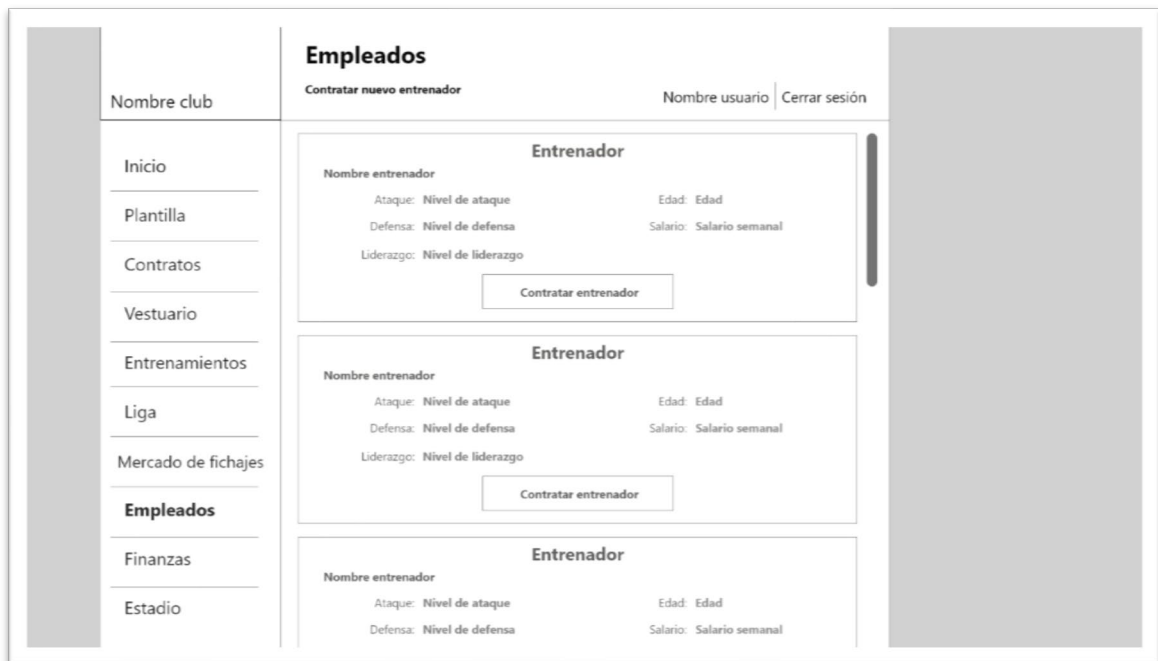 Nombre club
Inicio
Plantilla
Contratos
Vestuario
Entrenamientos
Liga
Mercado de fichajes
Empleados
Finanzas
Estadio
Empleados
Contratar nuevo entrenador
Nombre usuario Cerrar sesión
Entrenador
Nombre entrenador
Ataque: Nivel de ataque Edad: Edad
Defensa: Nivel de defensa Salario: Salario semanal
Liderazgo: Nivel de liderazgo
Contratar entrenador
Entrenador
Nombre entrenador
Ataque: Nivel de ataque Edad: Edad
Defensa: Nivel de defensa Salario: Salario semanal
Liderazgo: Nivel de liderazgo
Contratar entrenador
Entrenador
Nombre entrenador
Ataque: Nivel de ataque Edad: Edad
Defensa: Nivel de defensa Salario: Salario semanal